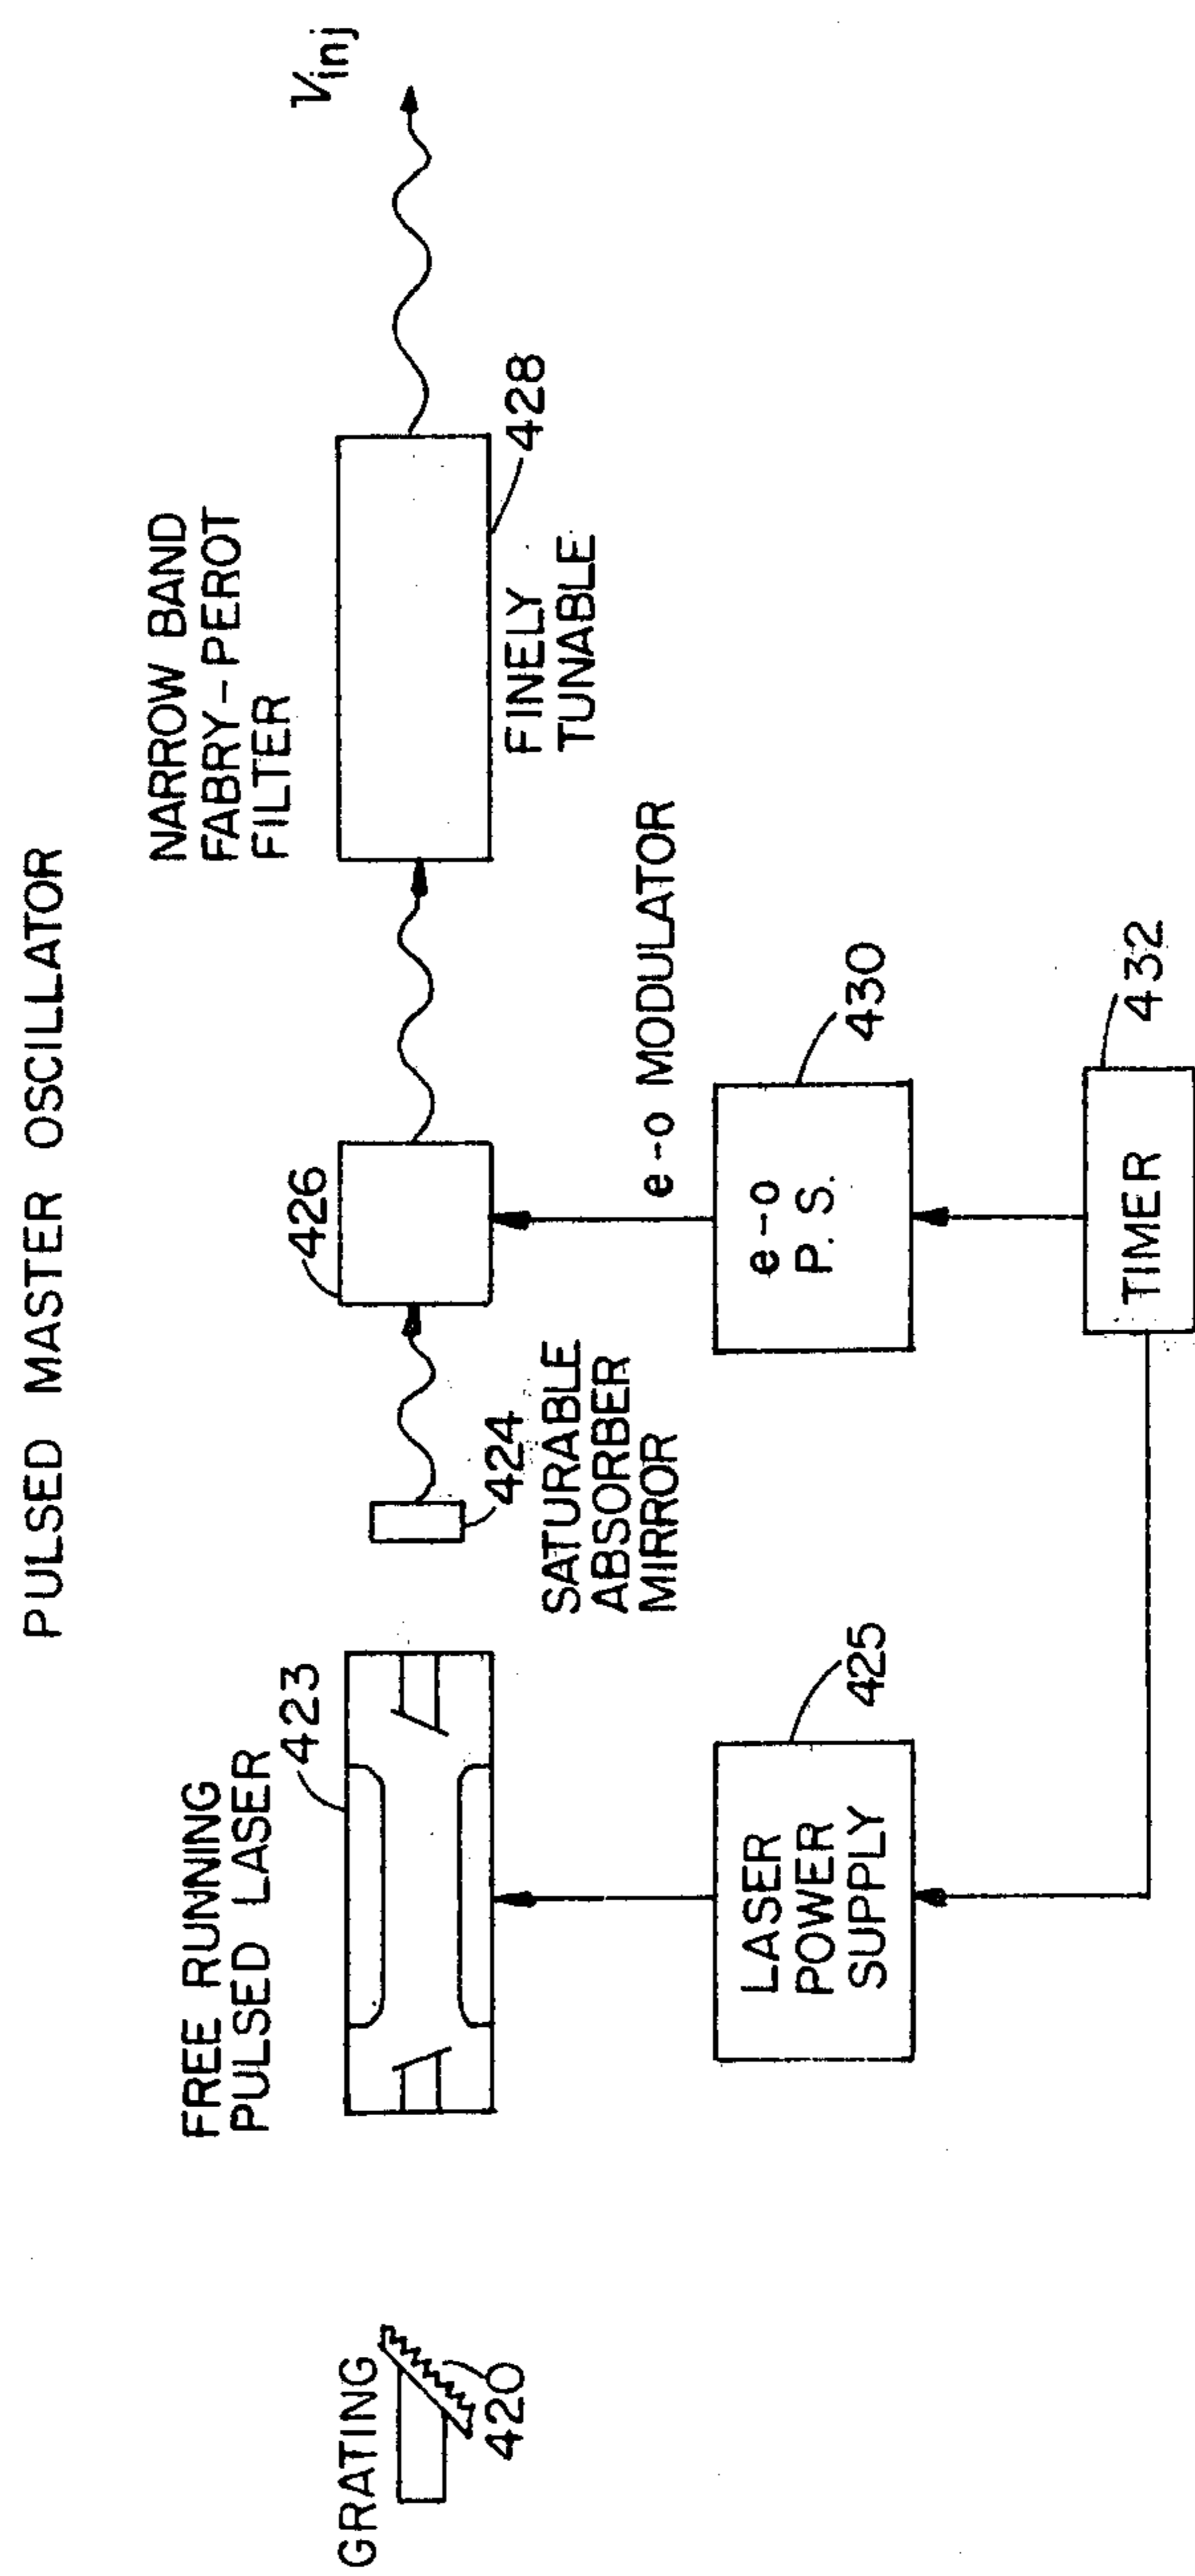 PULSED MASTER OSCILLATOR
GRATING
420
FREE RUNNING
PULSED LASER
423
424
SATURABLE
ABSORBER
MIRROR
426
NARROW BAND
FABRY-PEROT
FILTER
428
FINELY
TUNABLE
νinj
LASER
POWER
SUPPLY
425
e-o MODULATOR
e-o
P. S.
430
TIMER
432